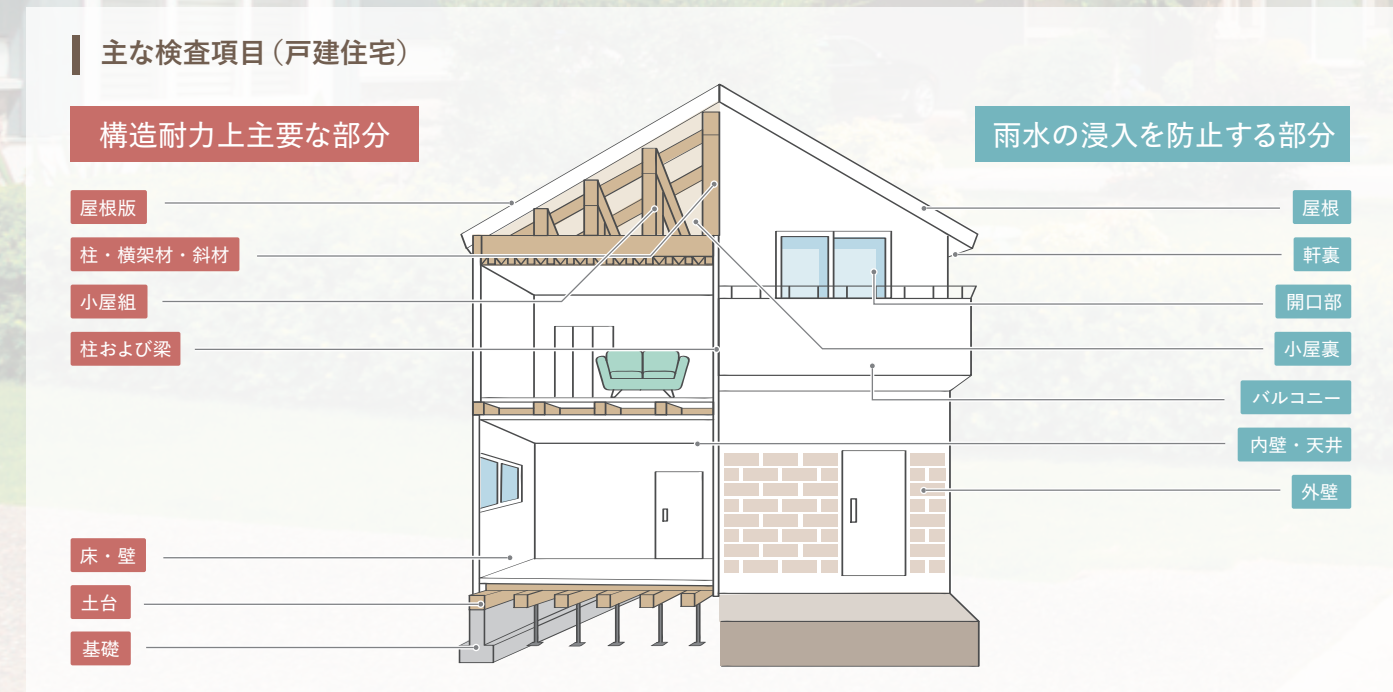 主な検査項目（戸建住宅）
構造耐力上主要な部分
屋根版
柱・横架材・斜材
小屋組
柱および梁
床・壁
土台
基礎
雨水の浸入を防止する部分
屋根
軒裏
開口部
小屋裏
バルコニー
内壁・天井
外壁